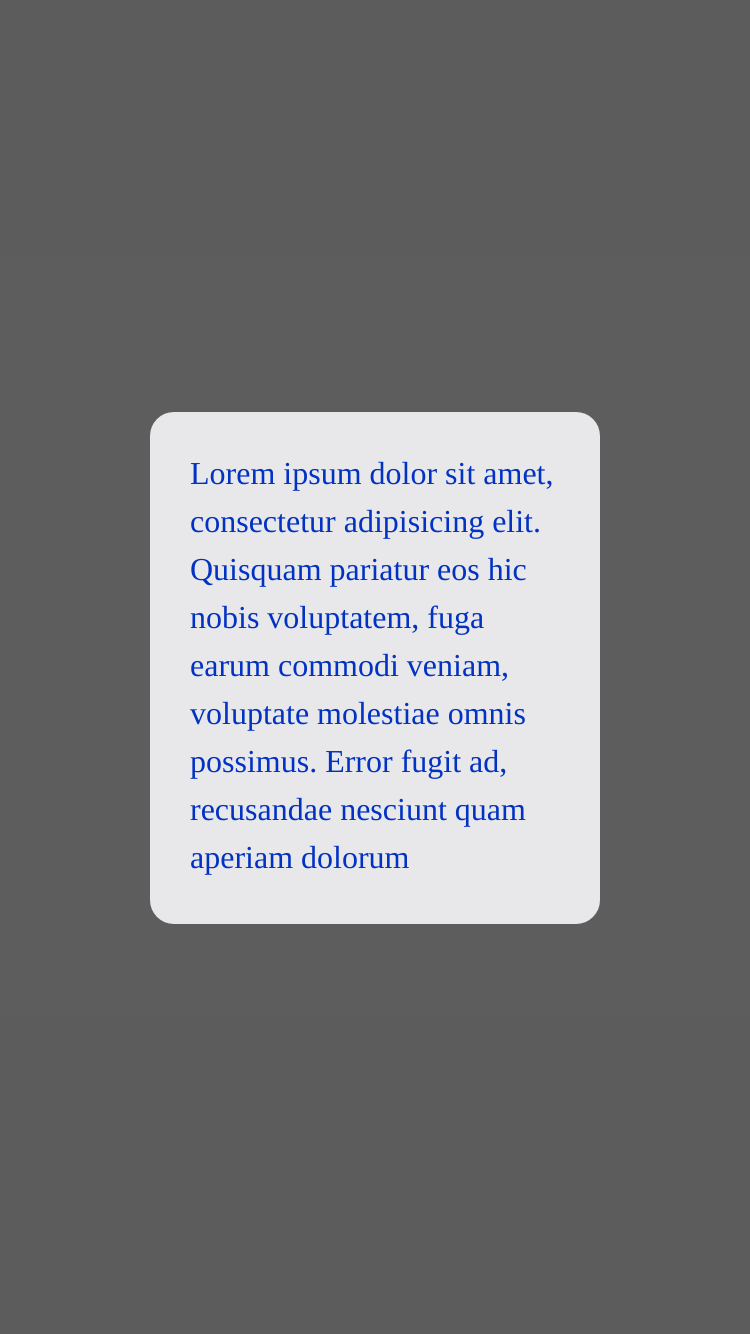 Lorem ipsum dolor sit amet,
consectetur adipisicing elit.
Quisquam pariatur eos hic
nobis voluptatem, fuga
earum commodi veniam,
voluptate molestiae omnis
possimus. Error fugit ad,
recusandae nesciunt quam
aperiam dolorum